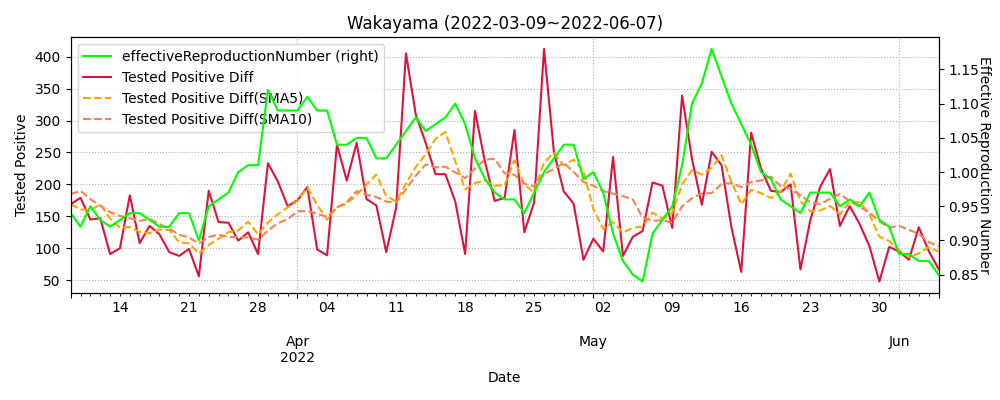 Wakayama (2022-03-09~2022-06-07)
effectiveReproductionNumber (right)
Tested Positive Diff
Tested Positive Diff(SMA5)
Tested Positive Diff(SMA10)
Tested Positive
400
350
300
250
200
150
100
50
1.15
1.10
1.05
1.00
0.95
0.90
0.85
Effective Reproduction Number
14 21 28 04 11 18 25 02 09 16 23 30
Apr May Jun
2022
Date